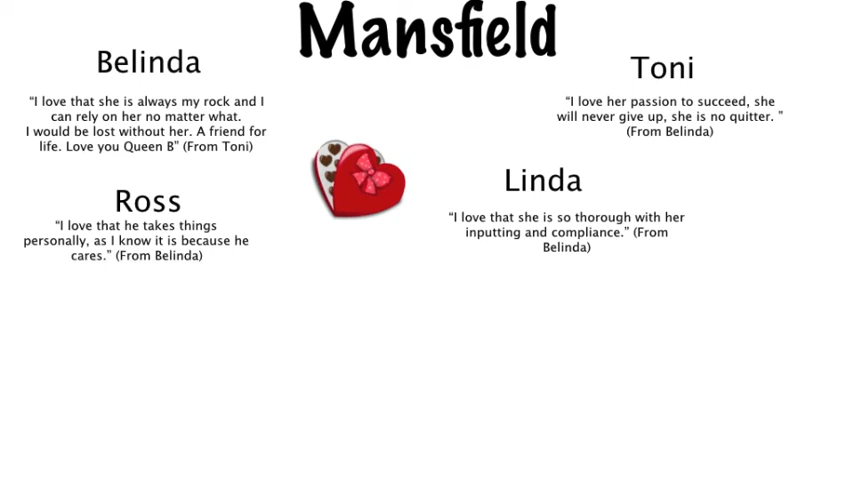 Mansfield
Belinda
“I love that she is always my rock and I
can rely on her no matter what.
I would be lost without her. A friend for
life. Love you Queen B” (From Toni)
Toni
“I love her passion to succeed, she
will never give up, she is no quitter. ”
(From Belinda)
Ross
“I love that he takes things
personally, as I know it is because he
cares.” (From Belinda)
Linda
“I love that she is so thorough with her
inputting and compliance.” (From
Belinda)